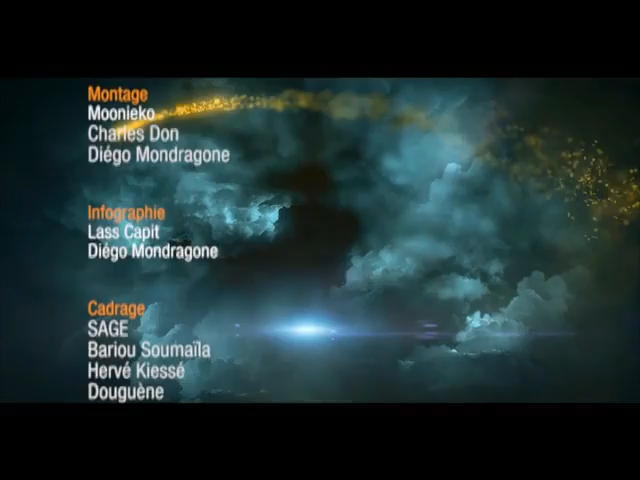 Montage
Moonieko
Charles Don
Diégo Mondragone
Infographie
Lass Capit
Diégo Mondragone
Cadrage
SAGE
Bariou Soumaïla
Hervé Kiessé
Douguène